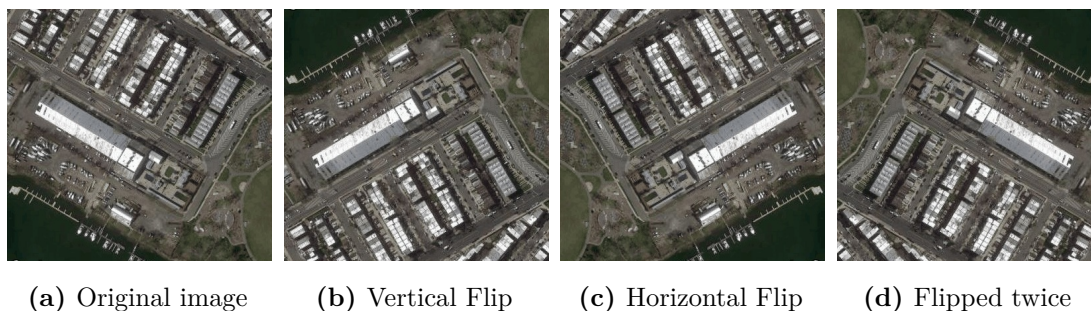 (a) Original image
(b) Vertical Flip
(c) Horizontal Flip
(d) Flipped twice